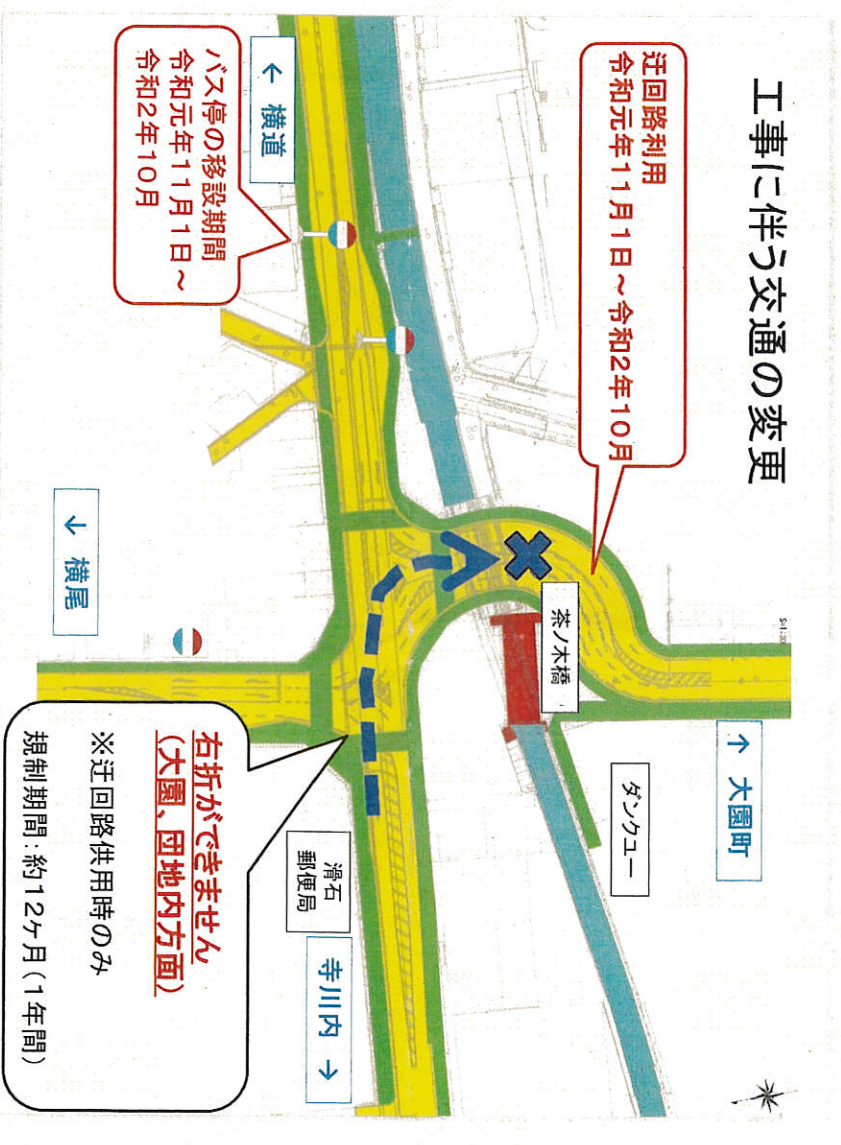 工事に伴う交通の変更
迂回路利用
令和元年11月1日～令和2年10月
← 横道
バス停の移設期間
令和元年11月1日～
令和2年10月
茶ノ木橋
↑ 大園町
ダンクユー
↓ 横尾
滑石
郵便局
寺川内 →
右折ができません
(大園、団地内方面)
※迂回路供用時のみ
規制期間：約12ヶ月(1年間)